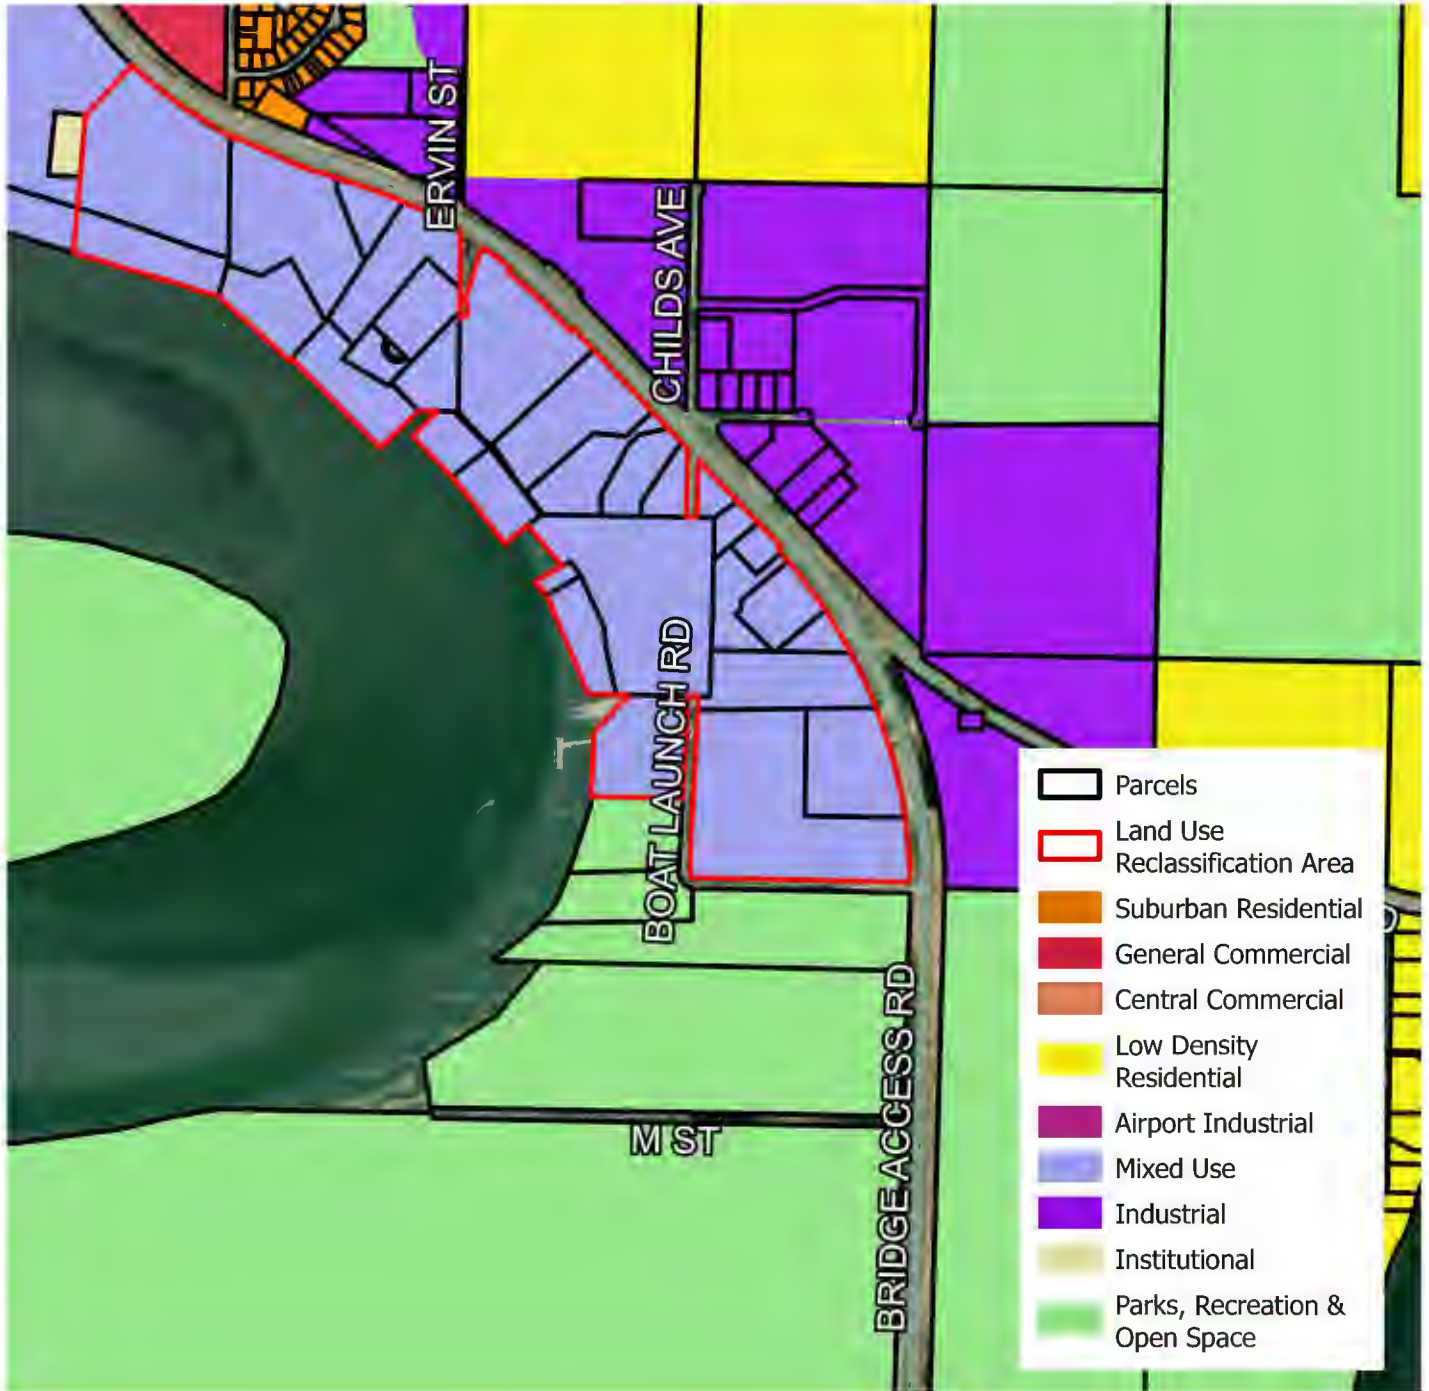 ERVIN ST
CHILDS AVE
BOAT LAUNCH RD
M ST
BRIDGE ACCESS RD
Parcels
Land Use
Reclassification Area
Suburban Residential
General Commercial
Central Commercial
Low Density
Residential
Airport Industrial
Mixed Use
Industrial
Institutional
Parks, Recreation &
Open Space